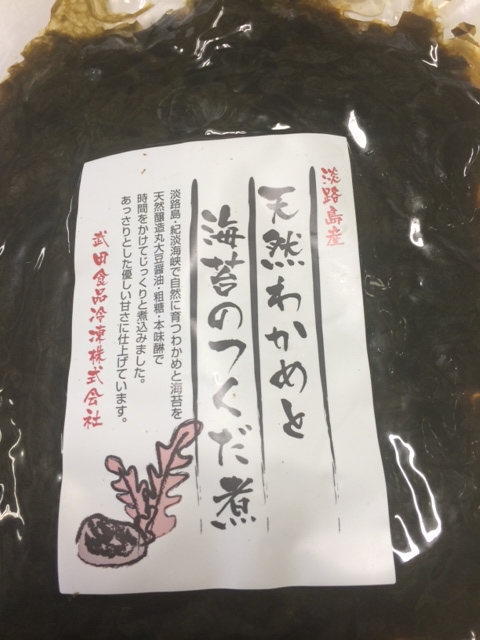 淡路島産
天然わかめと
海苔のつくだ煮
淡路島・紀淡海峡で自然に育つわかめと海苔を
天然醸造丸大豆醤油・粗糖・本味醂で
時間をかけてじっくりと煮込みました。
あっさりとした優しい甘さに仕上げています。
武田食品冷凍株式会社